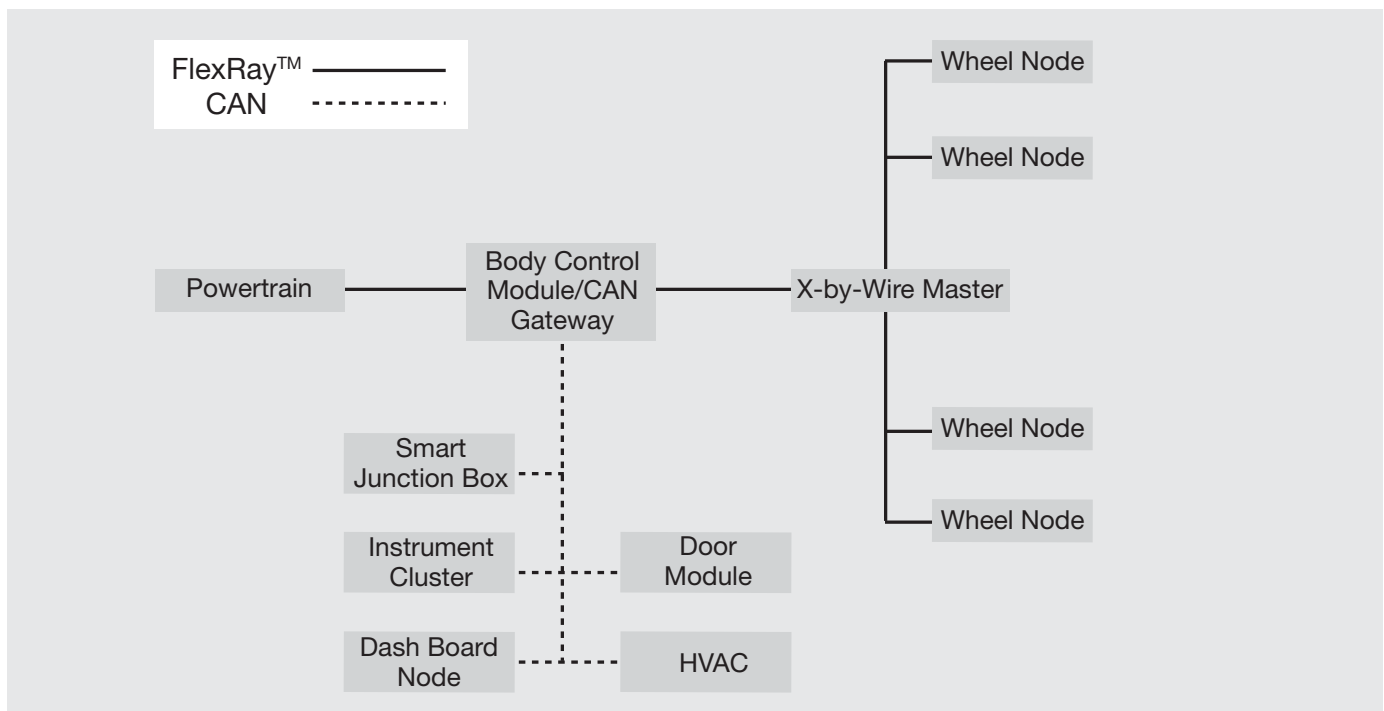 FlexRay™
CAN
Wheel Node
Wheel Node
Powertrain
Body Control
Module/CAN
Gateway
X-by-Wire Master
Wheel Node
Wheel Node
Smart
Junction Box
Instrument
Cluster
Door
Module
Dash Board
Node
HVAC